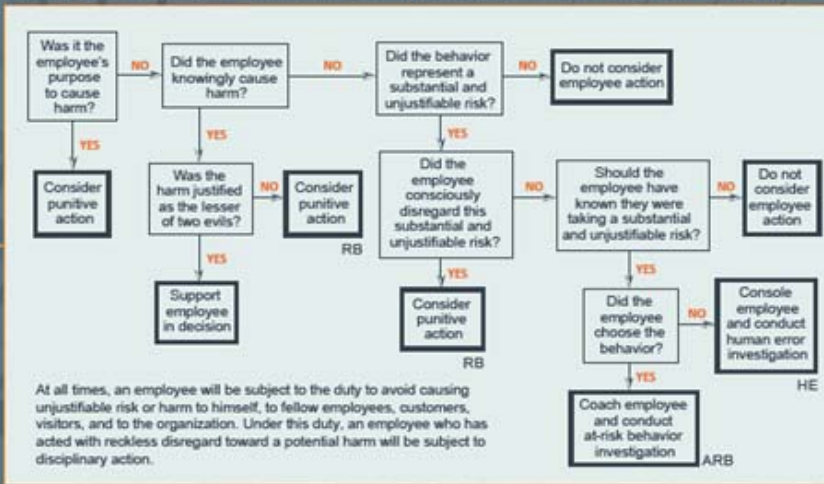 Was it the
employee's
purpose
to cause
harm?
NO
Did the employee
knowingly cause
harm?
NO
Did the behavior
represent a
substantial and
unjustifiable risk?
NO
Do not consider
employee action
YES
YES
YES
Consider
punitive
action
Was the
harm justified
as the lesser
of two evils?
NO
Consider
punitive
action
RB
Did the
employee
consciously
disregard this
substantial and
unjustifiable risk?
NO
Should the
employee have
known they were
taking a substantial
and unjustifiable risk?
NO
Do not
consider
employee
action
YES
YES
YES
Support
employee
in decision
Consider
punitive
action
RB
Did the
employee
choose the
behavior?
NO
Console
employee
and conduct
human error
investigation
HE
YES
Coach employee
and conduct
at-risk behavior
investigation
ARB
At all times, an employee will be subject to the duty to avoid causing
unjustifiable risk or harm to himself, to fellow employees, customers,
visitors, and to the organization. Under this duty, an employee who has
acted with reckless disregard toward a potential harm will be subject to
disciplinary action.